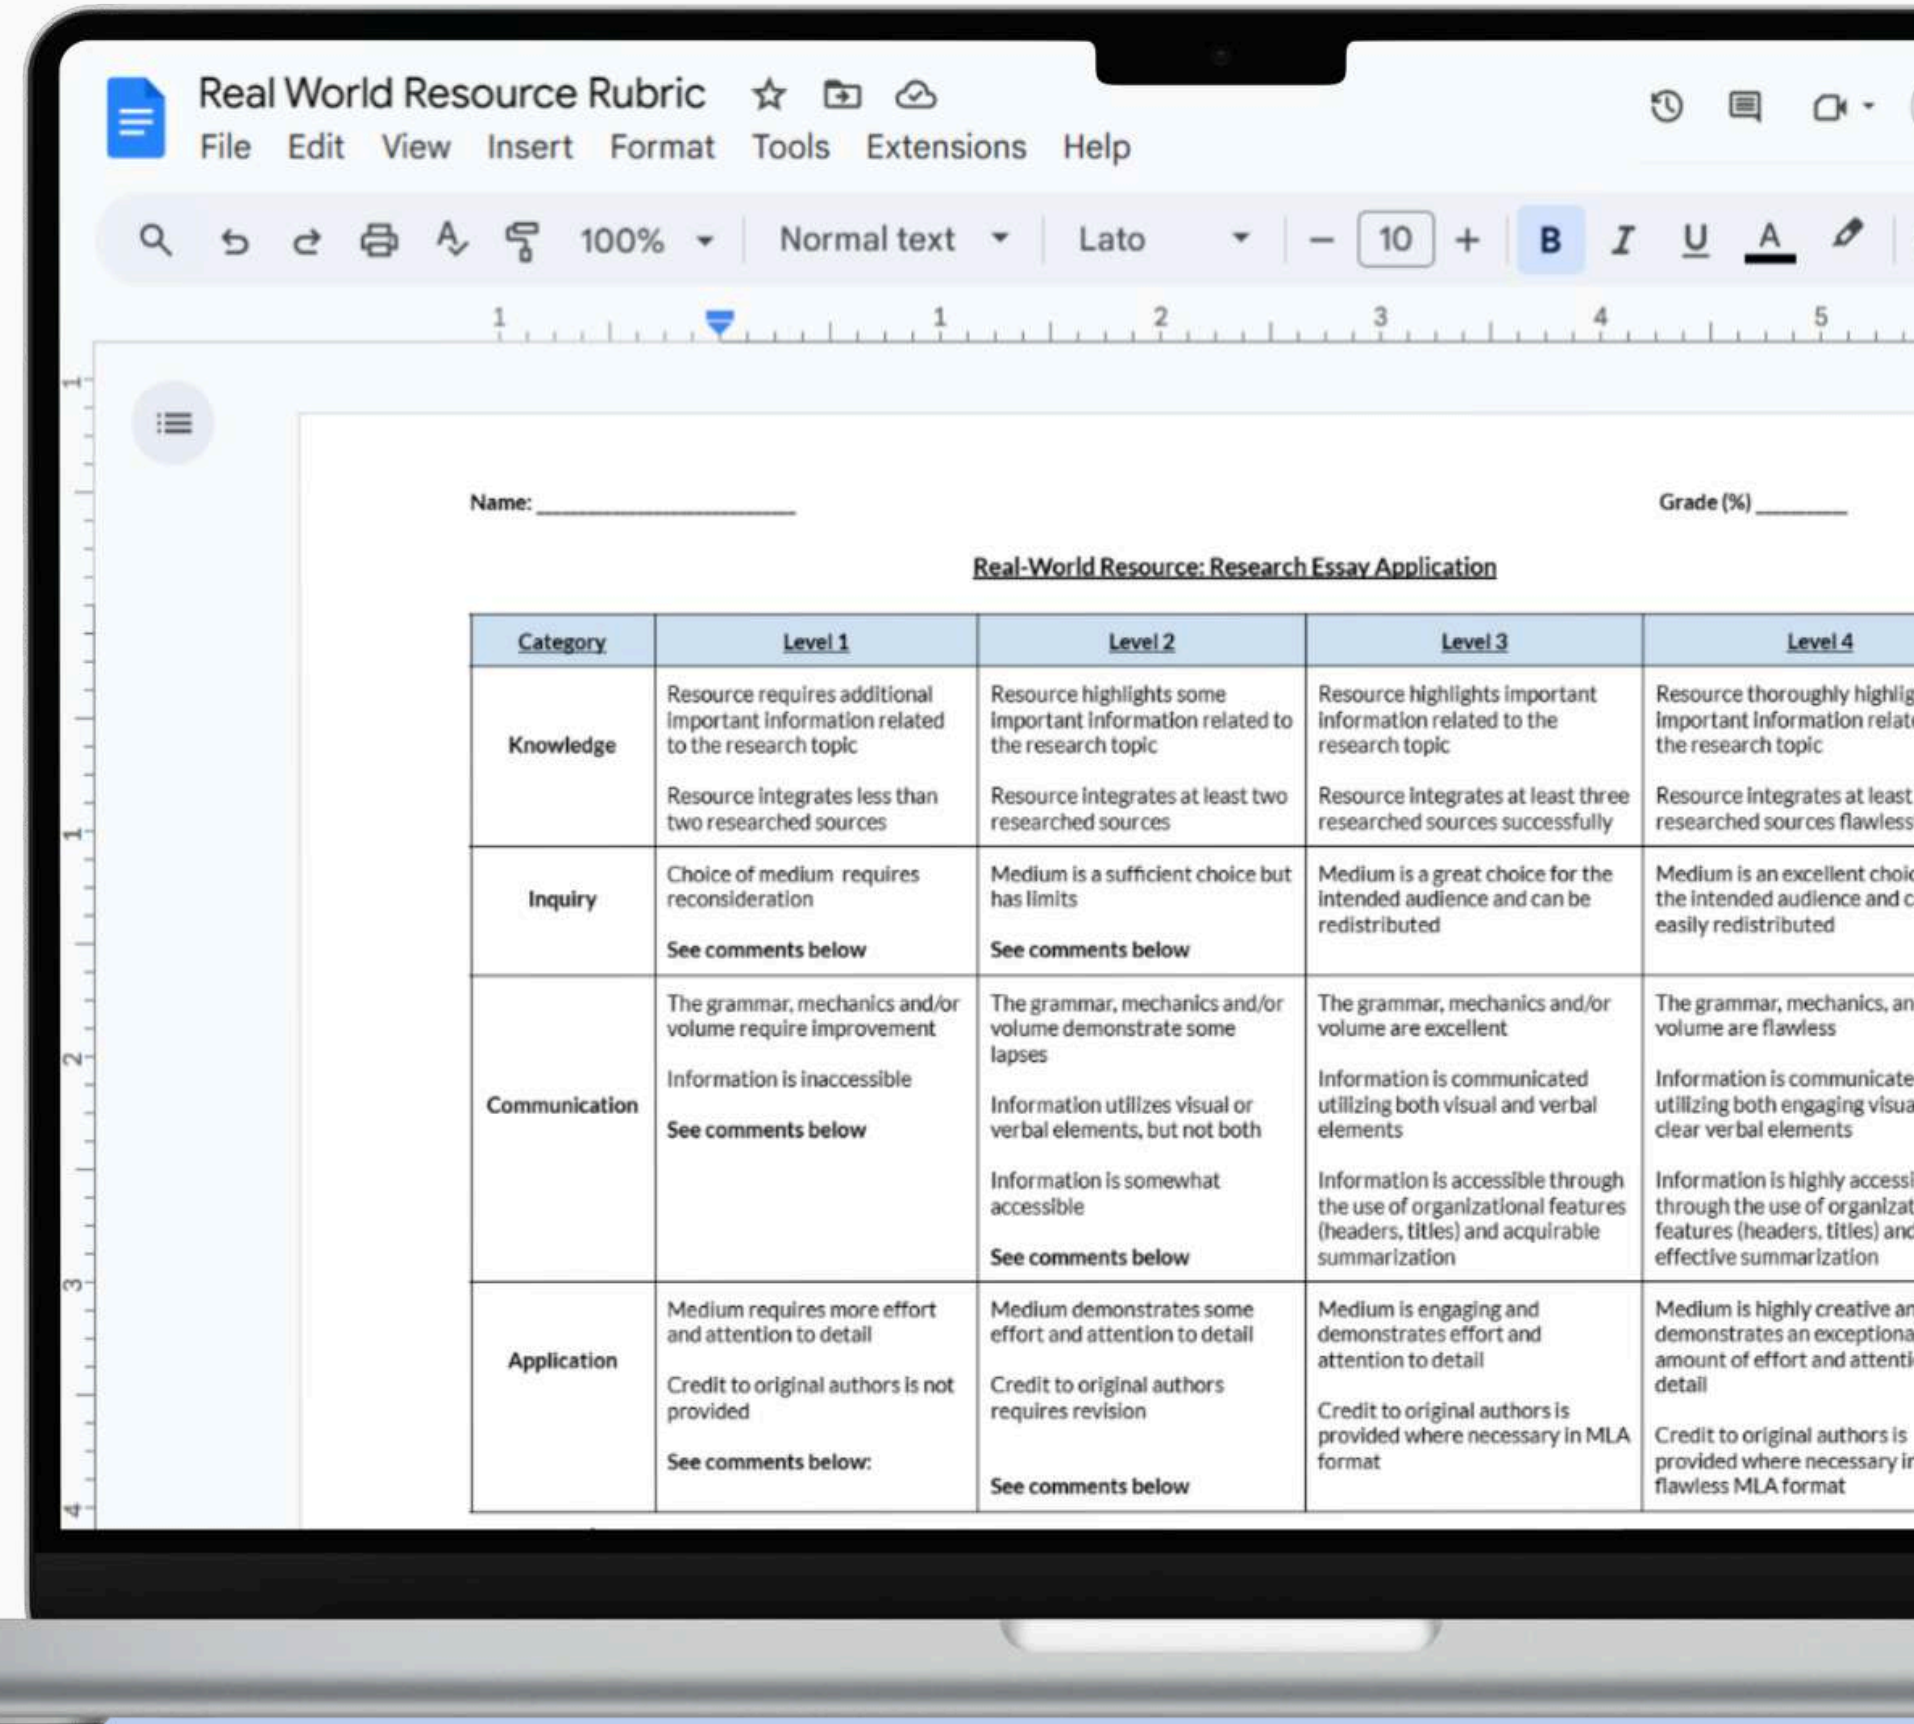 Real World Resource Rubric
File Edit View Insert Format Tools Extensions Help
100% Normal text Lato 10 B I U A
1 1 2 3 4 5
1
1
2
3
4
Name: Grade (%)
Real-World Resource: Research Essay Application
Category Level 1 Level 2 Level 3 Level 4
Knowledge
Resource requires additional
important information related
to the research topic
Resource integrates less than
two researched sources
Resource highlights some
important information related to
the research topic
Resource integrates at least two
researched sources
Resource highlights important
information related to the
research topic
Resource integrates at least three
researched sources successfully
Resource thoroughly
important information
the research topic
Resource integrates at least
researched sources
Inquiry
Choice of medium requires
reconsideration
See comments below
Medium is a sufficient choice but
has limits
See comments below
Medium is a great choice for the
intended audience and can be
redistributed
Medium is an excellent
the intended audience and
easily redistributed
Communication
The grammar, mechanics and/or
volume require improvement
Information is inaccessible
See comments below
The grammar, mechanics and/or
volume demonstrate some
lapses
Information utilizes visual or
verbal elements, but not both
Information is somewhat
accessible
See comments below
The grammar, mechanics and/or
volume are excellent
Information is communicated
utilizing both visual and verbal
elements
Information is accessible through
the use of organizational features
(headers, titles) and acquirable
summarization
The grammar, mechanics,
volume are flawless
Information is
utilizing both engaging
clear verbal elements
Information is highly
through the use of
features (headers, titles)
effective summarization
Application
Medium requires more effort
and attention to detail
Credit to original authors is not
provided
See comments below:
Medium demonstrates some
effort and attention to detail
Credit to original authors
requires revision
See comments below
Medium is engaging and
demonstrates effort and
attention to detail
Credit to original authors is
provided where necessary in MLA
format
Medium is highly creative
demonstrates an
amount of effort and
detail
Credit to original authors is
provided where necessary
flawless MLA format